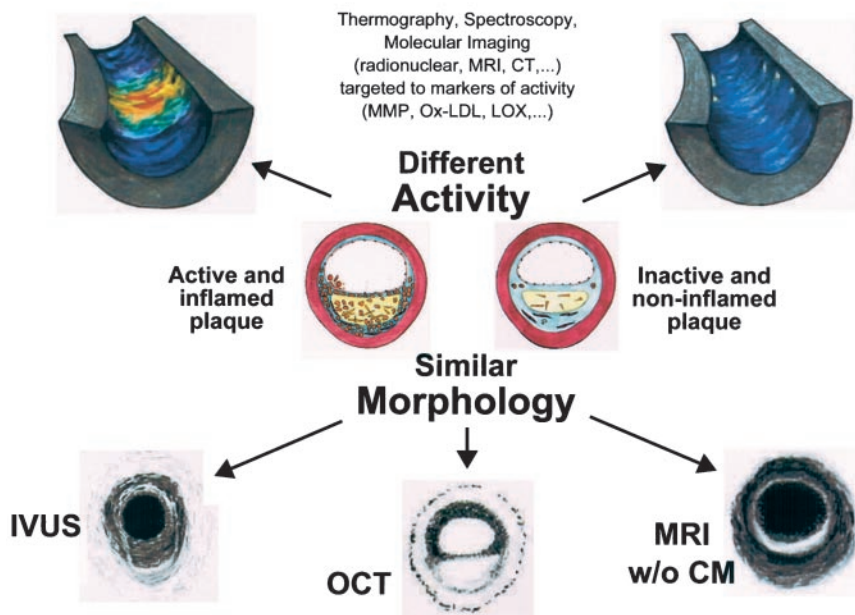 Thermography, Spectroscopy,
Molecular Imaging
(radionuclear, MRI, CT,...)
targeted to markers of activity
(MMP, Ox-LDL, LOX,...)
Different
Activity
Active and
inflamed
plaque
Inactive and
non-inflamed
plaque
Similar
Morphology
IVUS
OCT
MRI
w/o CM